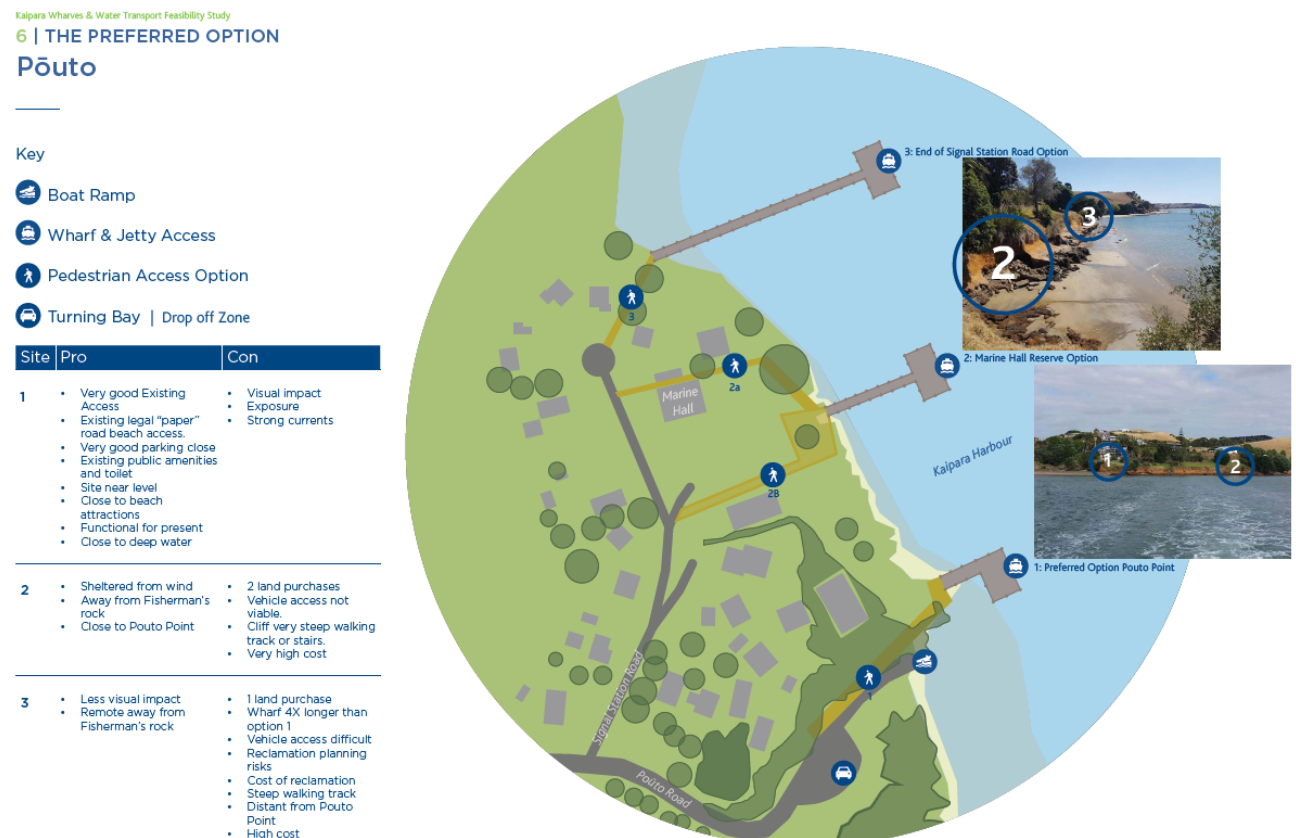 Kaipara Wharves & Water Transport Feasibility Study
6 | THE PREFERRED OPTION
Pōuto
Key
Boat Ramp
Wharf & Jetty Access
Pedestrian Access Option
Turning Bay | Drop off Zone
Site Pro Con
1
• Very good Existing
Access
• Existing legal “paper”
road beach access.
• Very good parking close
• Existing public amenities
and toilet
• Site near level
• Close to beach
attractions
• Functional for present
• Close to deep water
• Visual impact
• Exposure
• Strong currents
2
• Sheltered from wind
• Away from Fisherman’s
rock
• Close to Pouto Point
• 2 land purchases
• Vehicle access not
viable.
• Cliff very steep walking
track or stairs.
• Very high cost
3
• Less visual impact
• Remote away from
Fisherman’s rock
• 1 land purchase
• Wharf 4X longer than
option 1
• Vehicle access difficult
• Reclamation planning
risks
• Cost of reclamation
• Steep walking track
• Distant from Pouto
Point
• High cost
3: End of Signal Station Road Option
3
2
3
2: Marine Hall Reserve Option
2a
Marine
Hall
Kaipara Harbour
1
2
2B
1: Preferred Option Pouto Point
1
Signal Station Road
Poūto Road